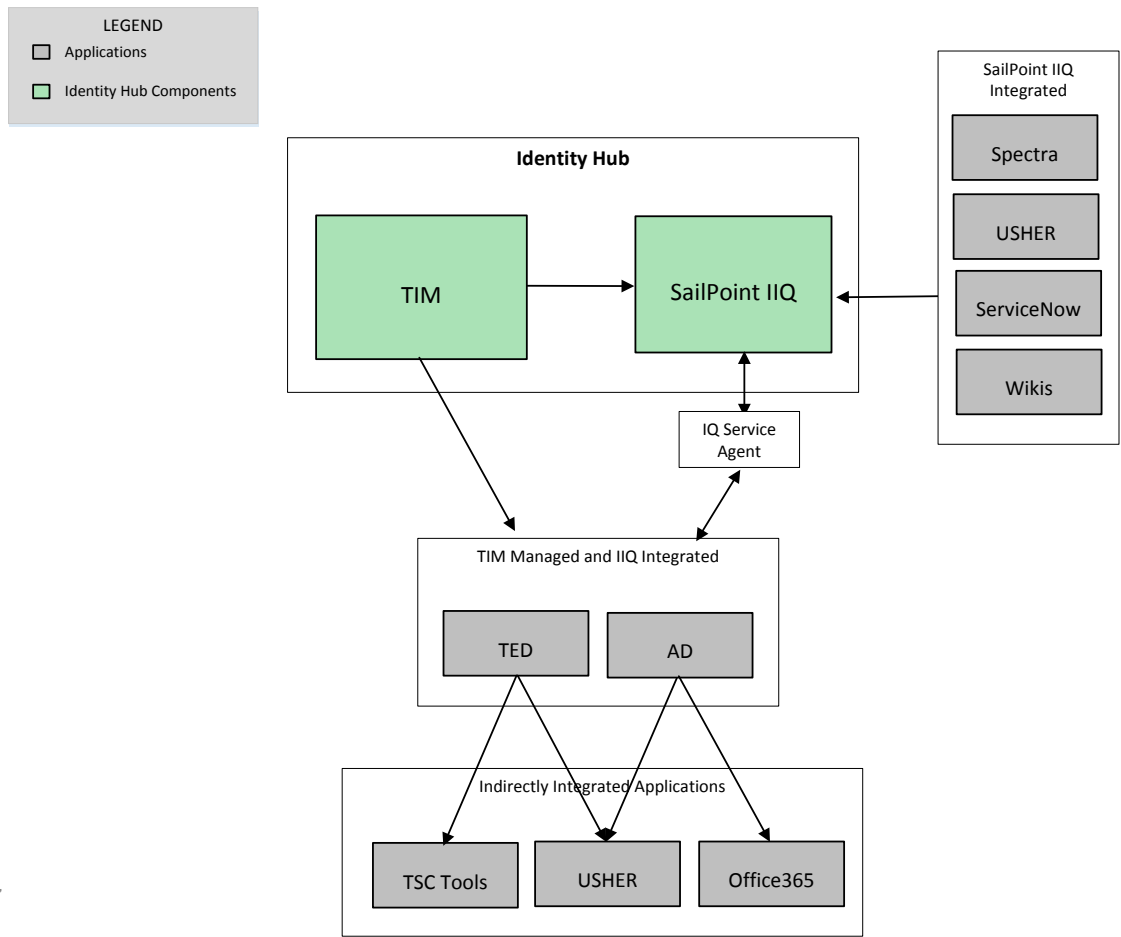 LEGEND
Applications
Identity Hub Components
SailPoint IIQ
Integrated
Spectra
USHER
ServiceNow
Wikis
Identity Hub
TIM
SailPoint IIQ
IQ Service
Agent
TIM Managed and IIQ Integrated
TED
AD
Indirectly Integrated Applications
TSC Tools
USHER
Office365